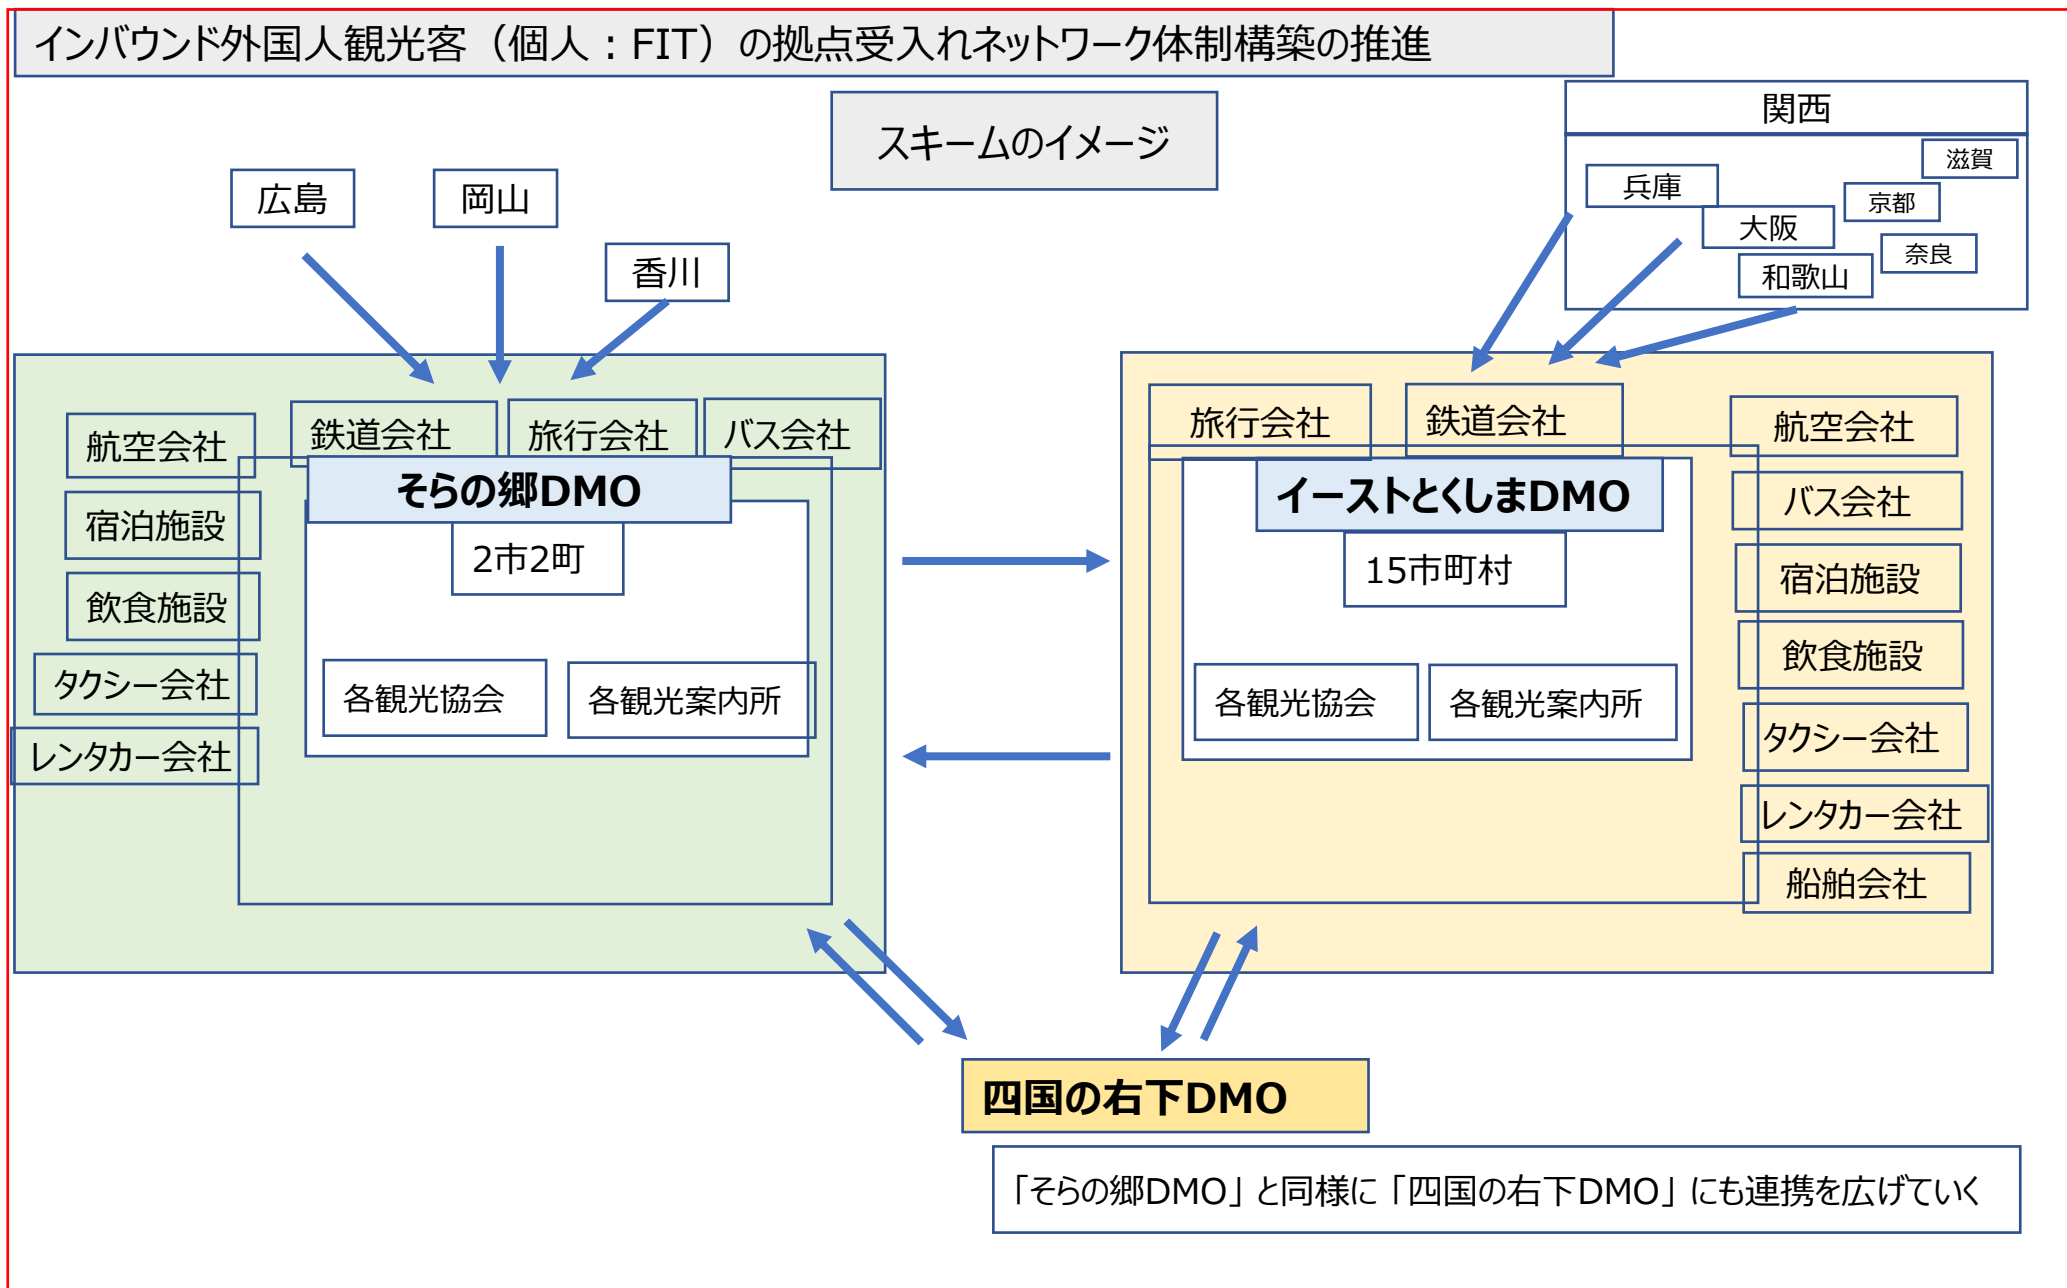 インバウンド外国人観光客（個人：FIT）の拠点受入れネットワーク体制構築の推進
スキームのイメージ
関西
滋賀
兵庫
京都
大阪
奈良
和歌山
広島
岡山
香川
航空会社
鉄道会社
旅行会社
バス会社
そらの郷DMO
宿泊施設
2市2町
飲食施設
タクシー会社
各観光協会
各観光案内所
レンタカー会社
旅行会社
鉄道会社
航空会社
イーストとくしまDMO
バス会社
15市町村
宿泊施設
飲食施設
各観光協会
各観光案内所
タクシー会社
レンタカー会社
船舶会社
四国の右下DMO
「そらの郷DMO」と同様に「四国の右下DMO」にも連携を広げていく